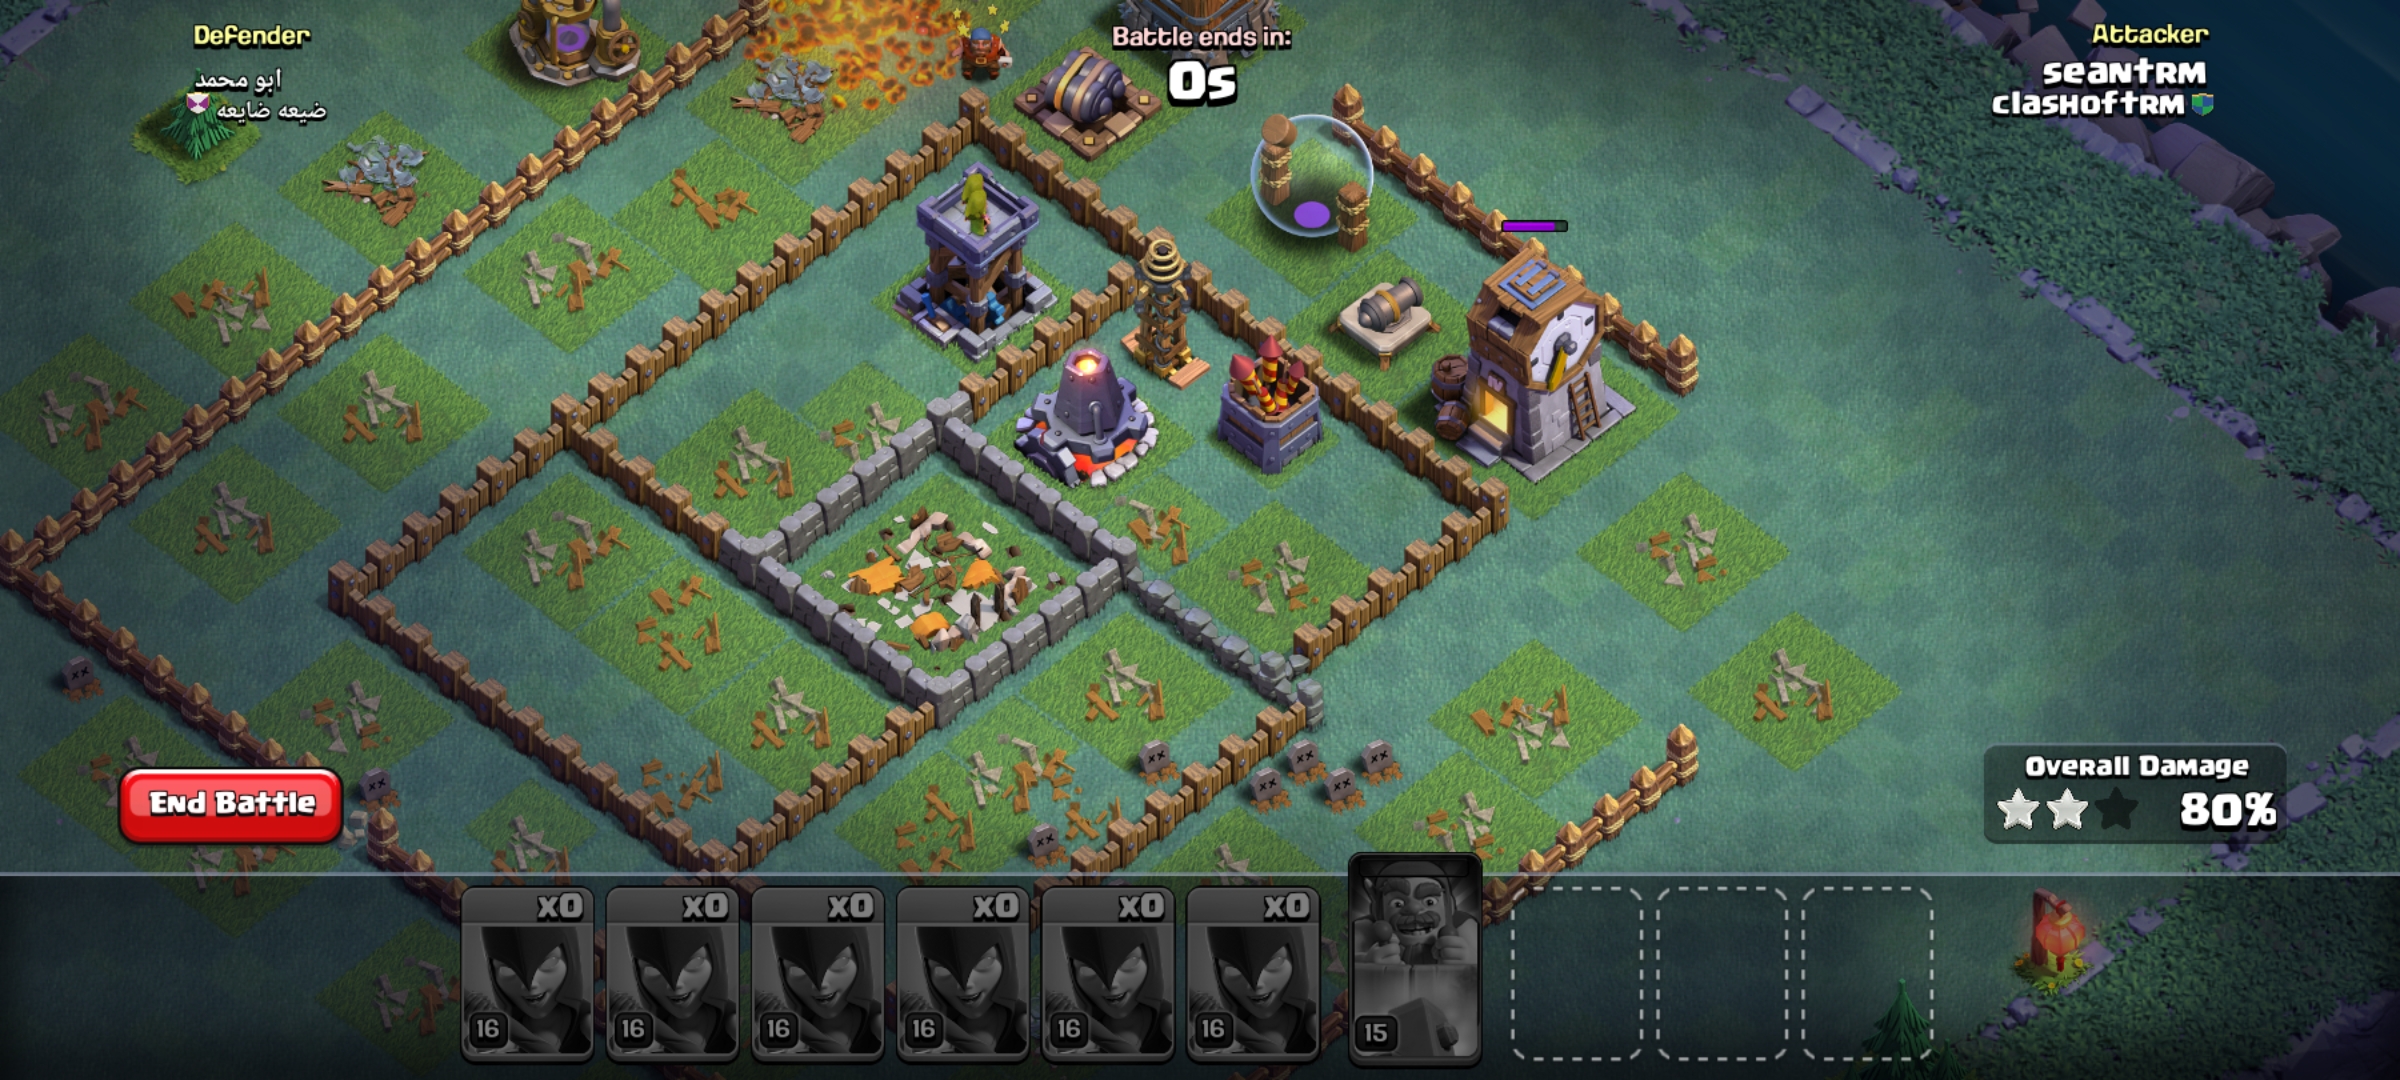 Defender
ابو محمد
ضيعه ضايعه
Battle ends in:
0s
Attacker
seantRM
clashoftRM
End Battle
Overall Damage
80%
x0
x0
x0
x0
x0
x0
16
16
16
16
16
16
15